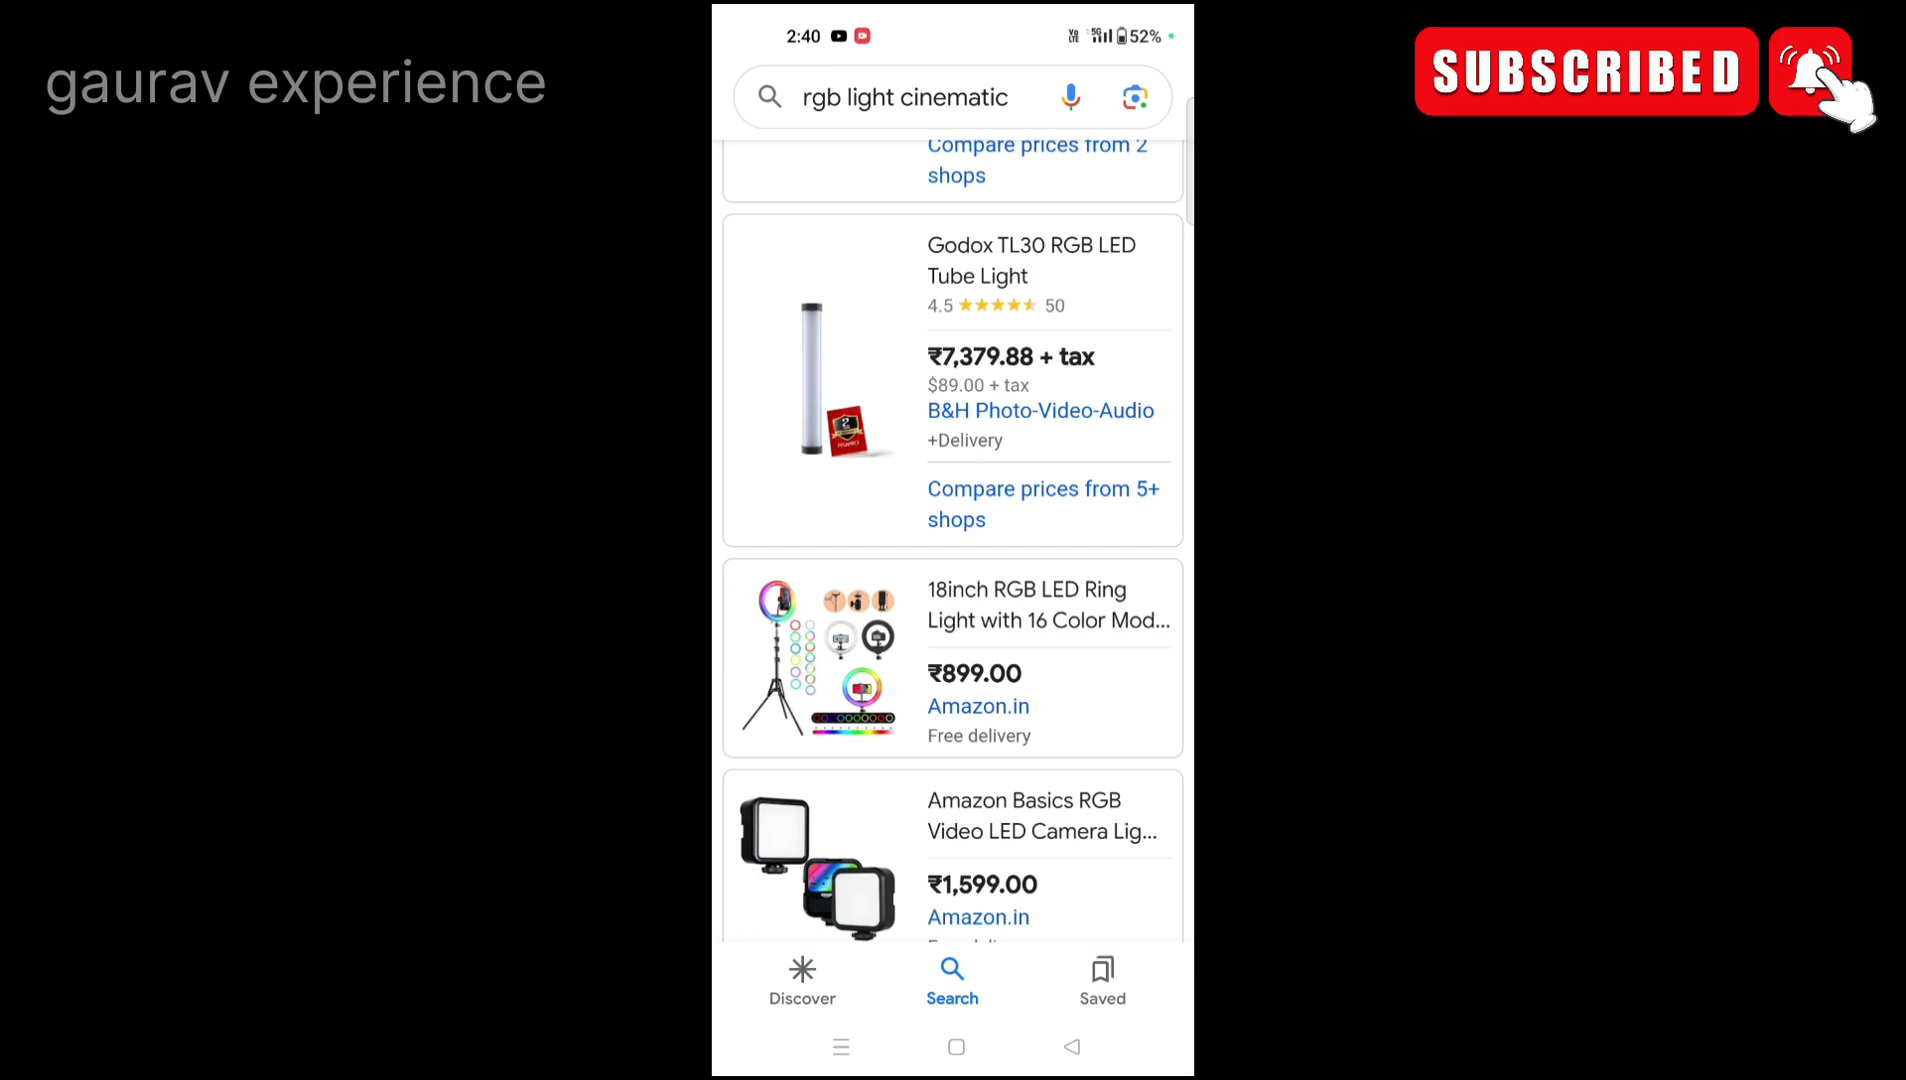 gaurav experience
SUBSCRIBED
2:40
52%
rgb light cinematic
Compare prices from 2
shops
Godox TL30 RGB LED
Tube Light
4.5 50
₹7,379.88 + tax
$89.00 + tax
B&H Photo-Video-Audio
+Delivery
Compare prices from 5+
shops
18inch RGB LED Ring
Light with 16 Color Mod...
₹899.00
Amazon.in
Free delivery
Amazon Basics RGB
Video LED Camera Lig...
₹1,599.00
Amazon.in
Discover
Search
Saved